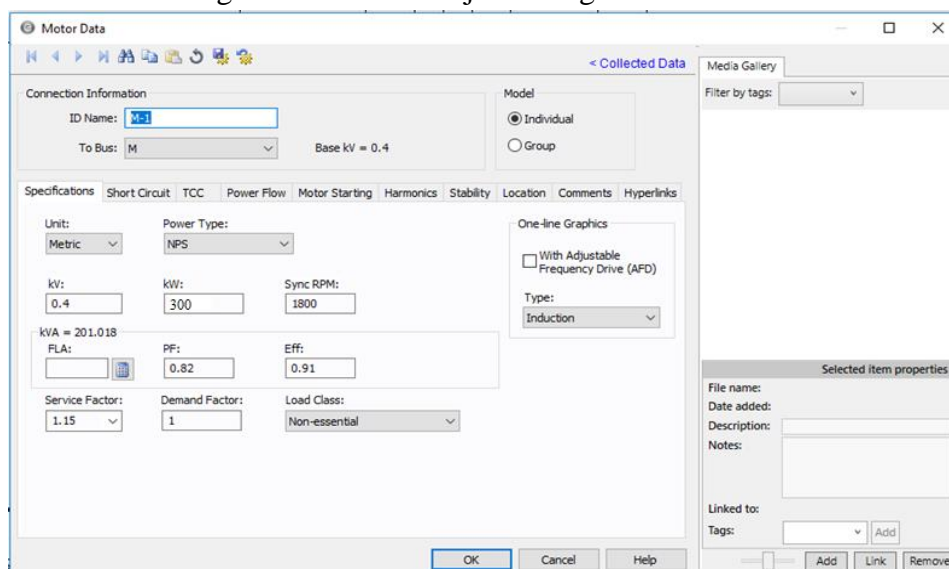 Motor Data
< Collected Data
Connection Information
ID Name: M-1
To Bus: M
Base kV = 0.4
Model
Individual
Group
Specifications Short Circuit TCC Power Flow Motor Starting Harmonics Stability Location Comments Hyperlinks
Unit: Power Type:
Metric NPS
kV: kW: Sync RPM:
0.4 300 1800
kVA = 201.018
FLA: PF: Eff:
0.82 0.91
Service Factor: Demand Factor: Load Class:
1.15 1 Non-essential
One-line Graphics
With Adjustable
Frequency Drive (AFD)
Type:
Induction
OK Cancel Help
Media Gallery
Filter by tags:
Selected item properties
File name:
Date added:
Description:
Notes:
Linked to:
Tags: Add
Add Link Remove